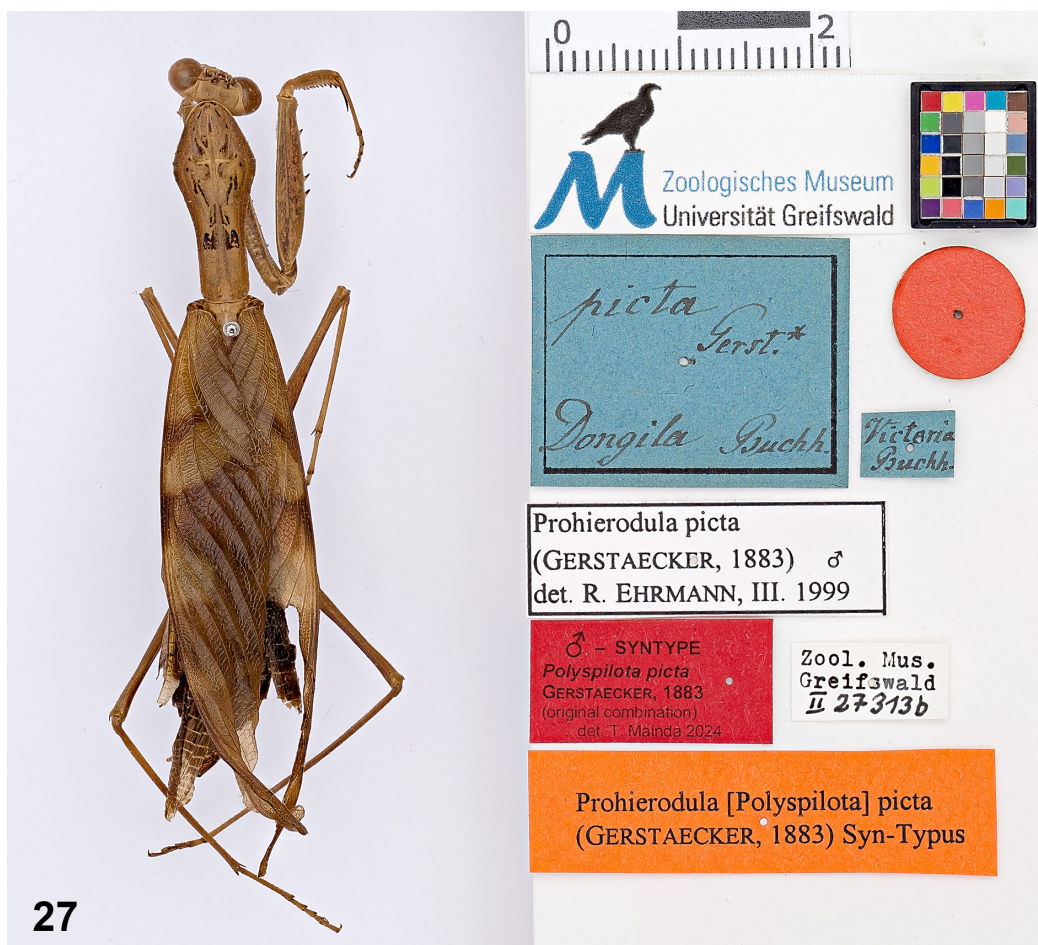 0 2
Zoologisches Museum
Universität Greifswald
picta
Gerst.*
Dongila Buchh.
Victoria
Buchh.
Prohierodula picta
(GERSTAECKER, 1883) ♂
det. R. EHRMANN, III. 1999
♂ – SYNTYPE
Polyspilota picta
GERSTAECKER, 1883
(original combination)
det. T. Mainda 2024
Zool. Mus.
Greifswald
II 27313b
Prohierodula [Polyspilota] picta
(GERSTAECKER, 1883) Syn-Typus
27